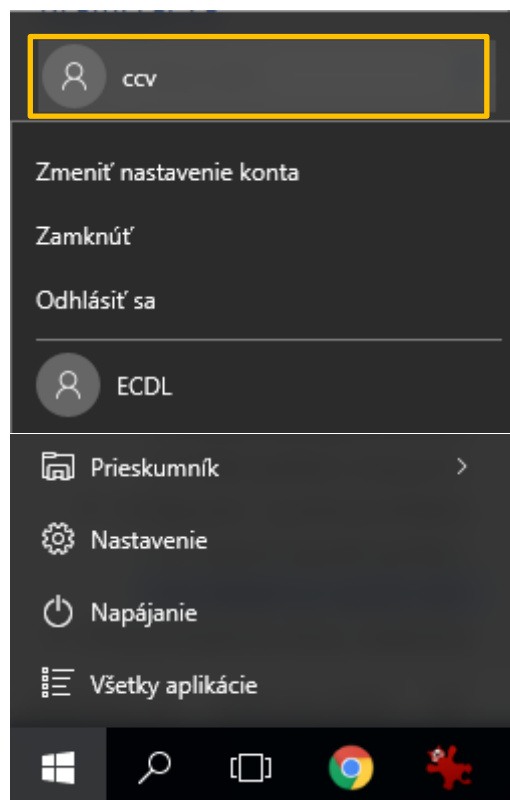 ccv
Zmeniť nastavenie konta
Zamknúť
Odhlásiť sa
ECDL
Prieskumník
Nastavenie
Napájanie
Všetky aplikácie